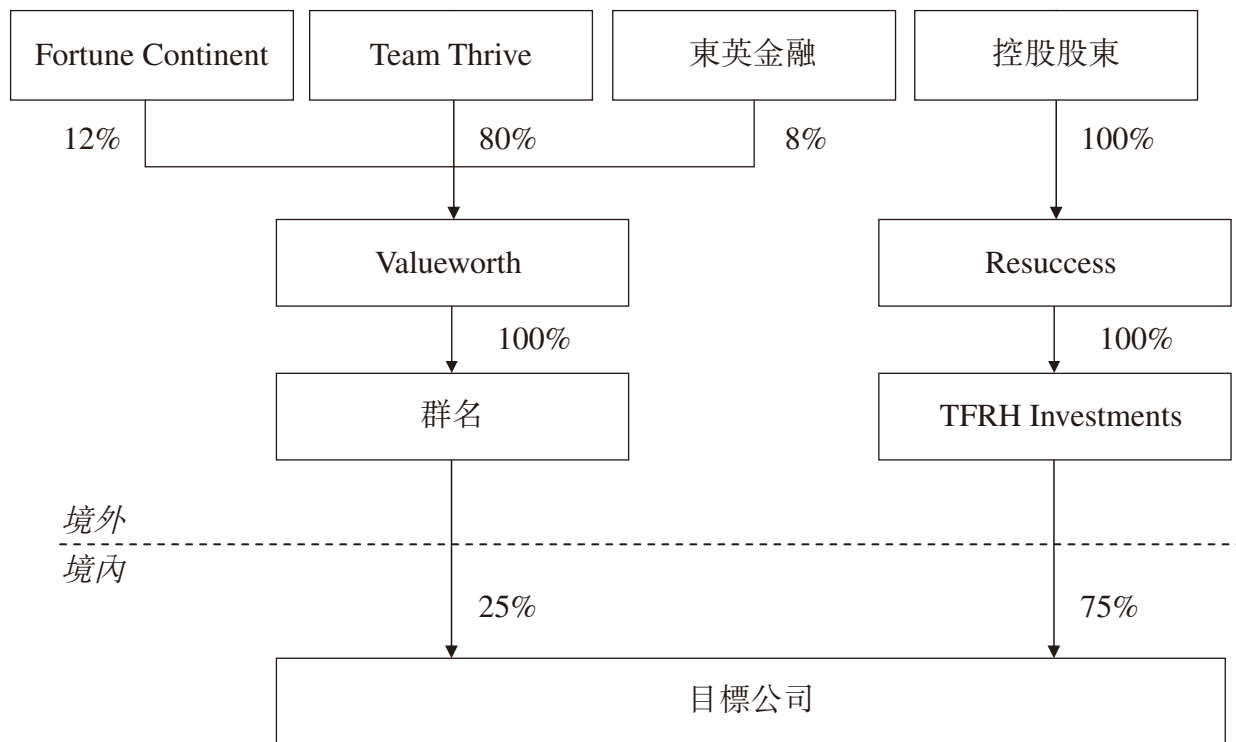 Fortune Continent
Team Thrive
東英金融
控股股東
12%
80%
8%
100%
Valueworth
Resuccess
100%
100%
群名
TFRH Investments
境外
境內
25%
75%
目標公司